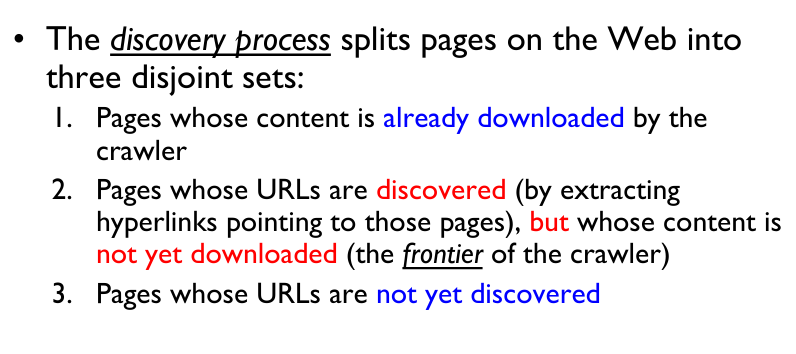 • The discovery process splits pages on the Web into
three disjoint sets:
1. Pages whose content is already downloaded by the
crawler
2. Pages whose URLs are discovered (by extracting
hyperlinks pointing to those pages), but whose content is
not yet downloaded (the frontier of the crawler)
3. Pages whose URLs are not yet discovered